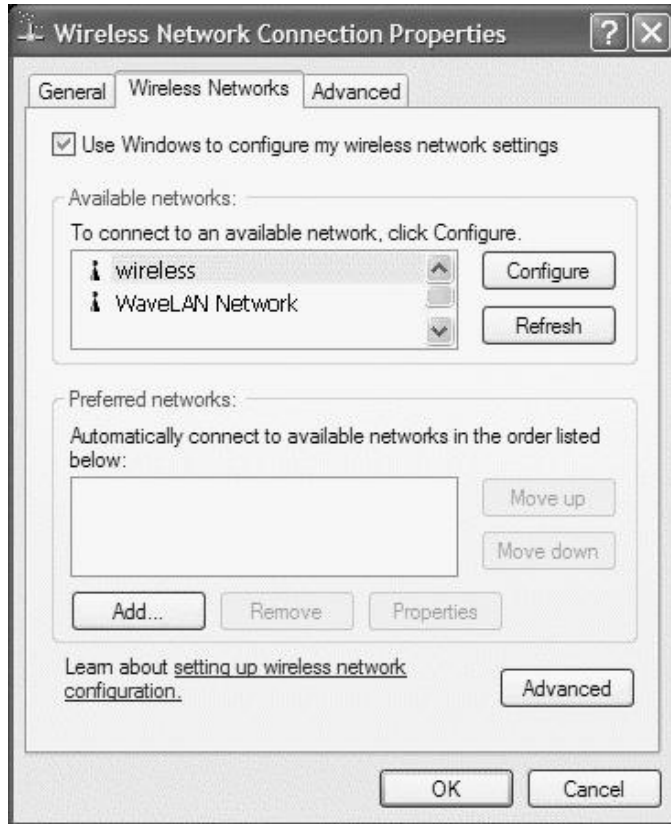 Wireless Network Connection Properties
General Wireless Networks Advanced
Use Windows to configure my wireless network settings
Available networks:
To connect to an available network, click Configure.
wireless
WaveLAN Network
Configure
Refresh
Preferred networks:
Automatically connect to available networks in the order listed
below:
Move up
Move down
Add... Remove Properties
Learn about setting up wireless network
configuration.
Advanced
OK Cancel